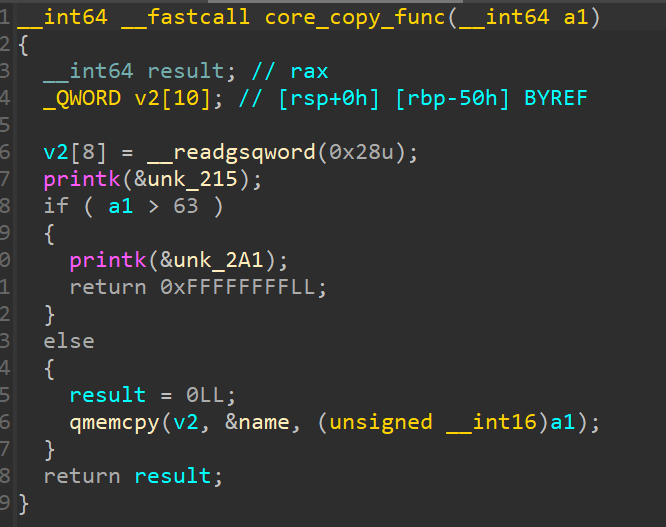 1 __int64 __fastcall core_copy_func(__int64 a1)
2 {
3 __int64 result; // rax
4 _QWORD v2[10]; // [rsp+0h] [rbp-50h] BYREF
5
6 v2[8] = __readgsqword(0x28u);
7 printk(&unk_215);
8 if ( a1 > 63 )
9 {
0 printk(&unk_2A1);
1 return 0xFFFFFFFFLL;
2 }
3 else
4 {
5 result = 0LL;
6 qmemcpy(v2, &name, (unsigned __int16)a1);
7 }
8 return result;
9 }